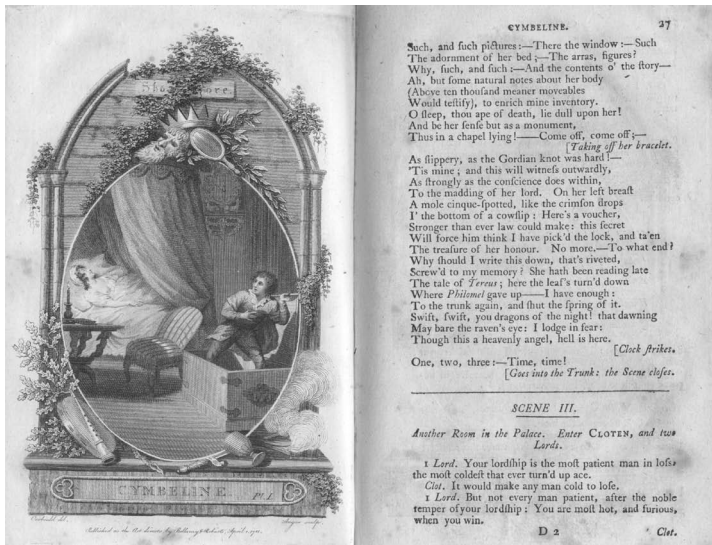 Shakespeare.
CYMBELINE. Pl. I.
CYMBELINE. 27
Such, and ſuch pictures:—There the window:—Such
The adornment of her bed;—The arras, figures?
Why, ſuch, and ſuch:—And the contents o' the ſtory—
Ah, but ſome natural notes about her body
(Above ten thouſand meaner moveables
Would teſtify), to enrich mine inventory.
O ſleep, thou ape of death, lie dull upon her!
And be her ſenſe but as a monument,
Thus in a chapel lying!——Come off, come off;—
[Taking off her bracelet.
As ſlippery, as the Gordian knot was hard!—
'Tis mine; and this will witneſs outwardly,
As ſtrongly as the conſcience does within,
To the madding of her lord. On her left breaſt
A mole cinque-ſpotted, like the crimſon drops
I' the bottom of a cowſlip: Here's a voucher,
Stronger than ever law could make: this ſecret
Will force him think I have pick'd the lock, and ta'en
The treaſure of her honour. No more.—To what end?
Why ſhould I write this down, that's riveted,
Screw'd to my memory? She hath been reading late
The tale of Tereus; here the leaf's turn'd down
Where Philomel gave up——I have enough:
To the trunk again, and ſhut the ſpring of it.
Swift, ſwift, you dragons of the night! that dawning
May bare the raven's eye: I lodge in fear:
Though this a heavenly angel, hell is here.
[Clock ſtrikes.
One, two, three:—Time, time!
[Goes into the Trunk: the Scene cloſes.
SCENE III.
Another Room in the Palace. Enter CLOTEN, and two
Lords.
1 Lord. Your lordſhip is the moſt patient man in loſs,
the moſt coldeſt that ever turn'd up ace.
Clot. It would make any man cold to loſe.
1 Lord. But not every man patient, after the noble
temper of your lordſhip: You are moſt hot, and furious,
when you win.
D 2 Clot.